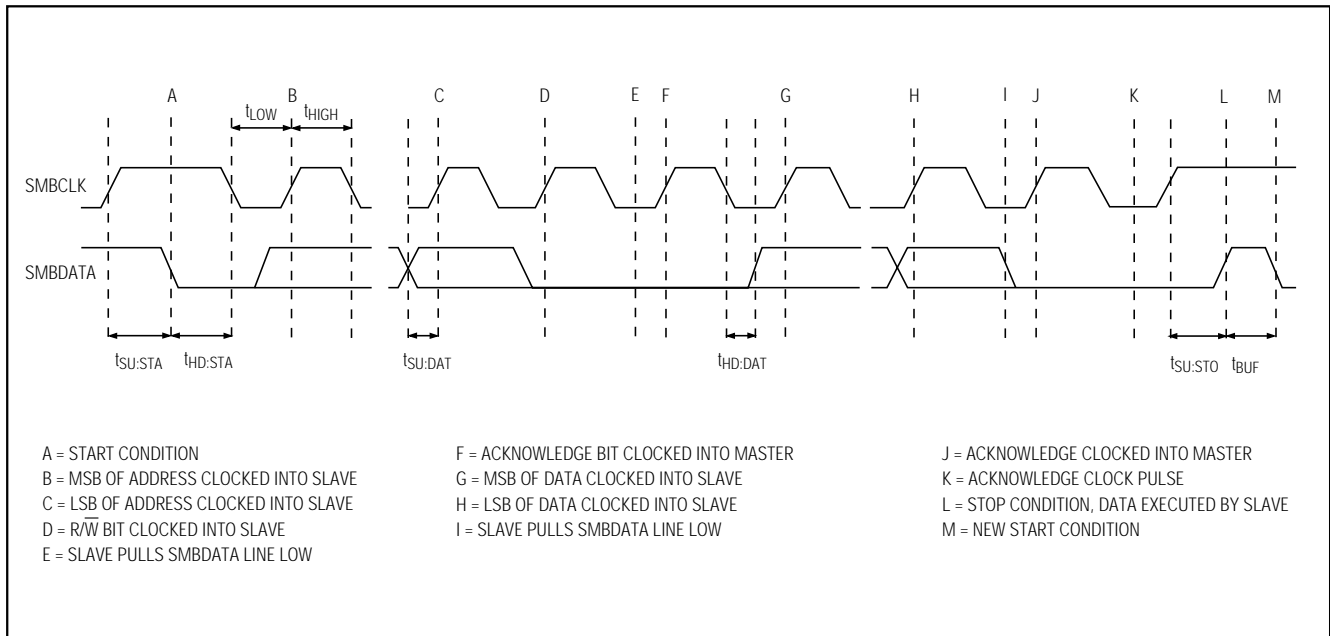 A B C D E F G H I J K L M
tLOW tHIGH
SMBCLK
SMBDATA
tSU:STA tHD:STA tSU:DAT tHD:DAT tSU:STO tBUF
A = START CONDITION
B = MSB OF ADDRESS CLOCKED INTO SLAVE
C = LSB OF ADDRESS CLOCKED INTO SLAVE
D = R/W̅ BIT CLOCKED INTO SLAVE
E = SLAVE PULLS SMBDATA LINE LOW
F = ACKNOWLEDGE BIT CLOCKED INTO MASTER
G = MSB OF DATA CLOCKED INTO SLAVE
H = LSB OF DATA CLOCKED INTO SLAVE
I = SLAVE PULLS SMBDATA LINE LOW
J = ACKNOWLEDGE CLOCKED INTO MASTER
K = ACKNOWLEDGE CLOCK PULSE
L = STOP CONDITION, DATA EXECUTED BY SLAVE
M = NEW START CONDITION